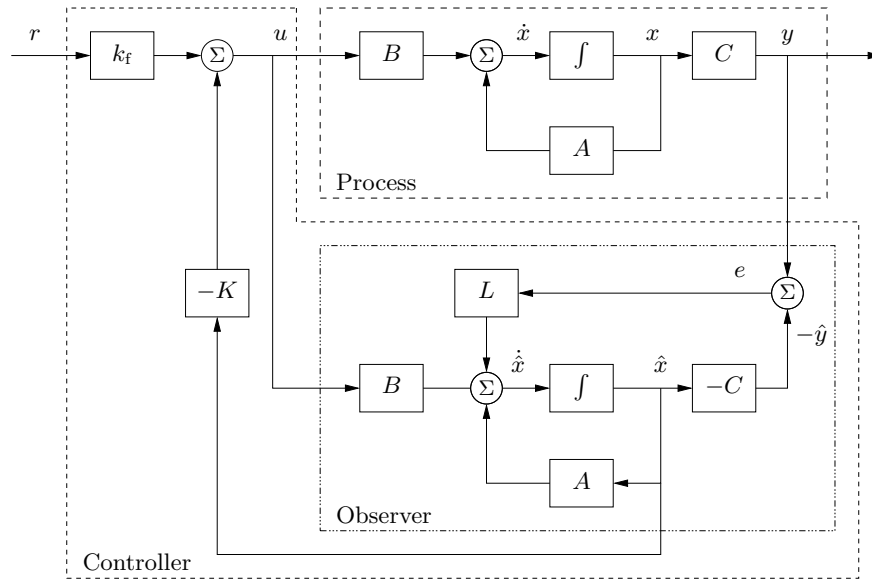 r
k_f
Σ
u
B
Σ
ẋ
∫
x
C
y
A
Process
−K
L
e
Σ
−ŷ
B
Σ
x̂̇
∫
x̂
−C
A
Observer
Controller